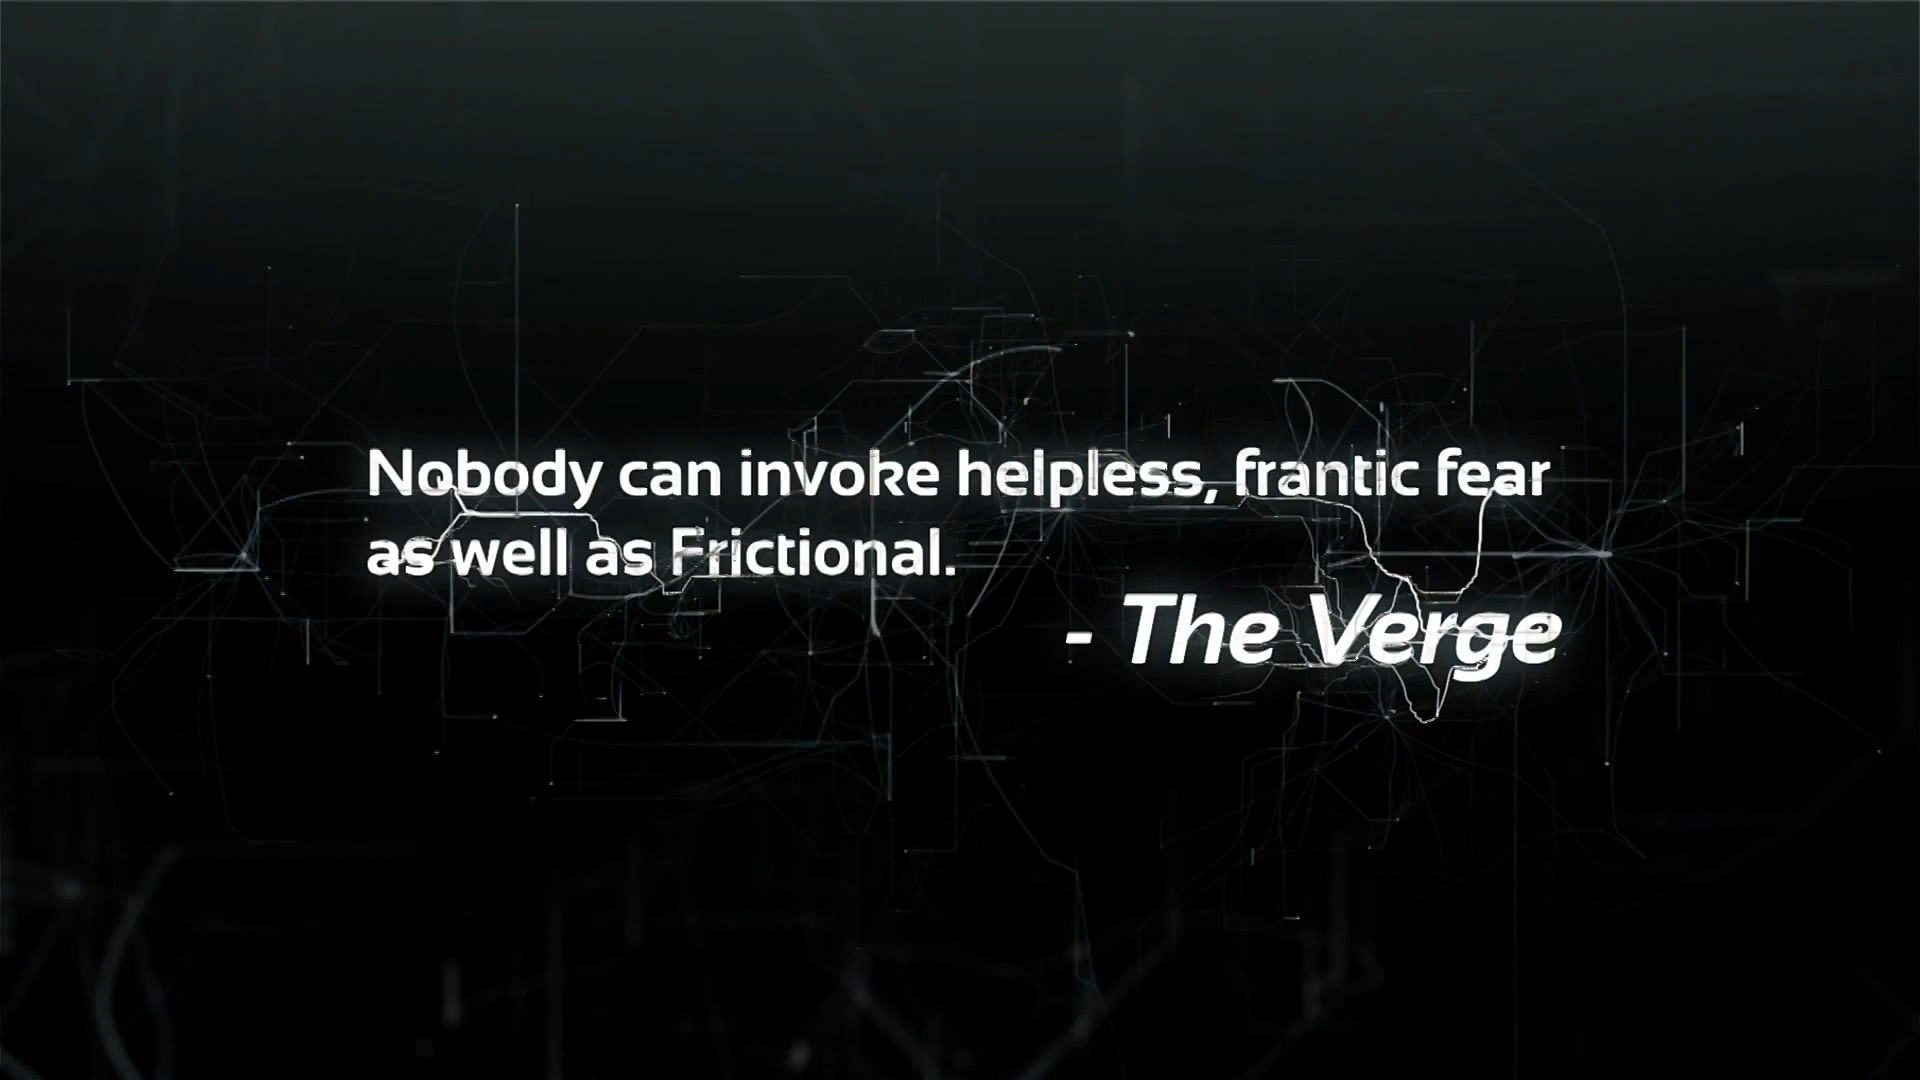 Nobody can invoke helpless, frantic fear
as well as Frictional.
- The Verge